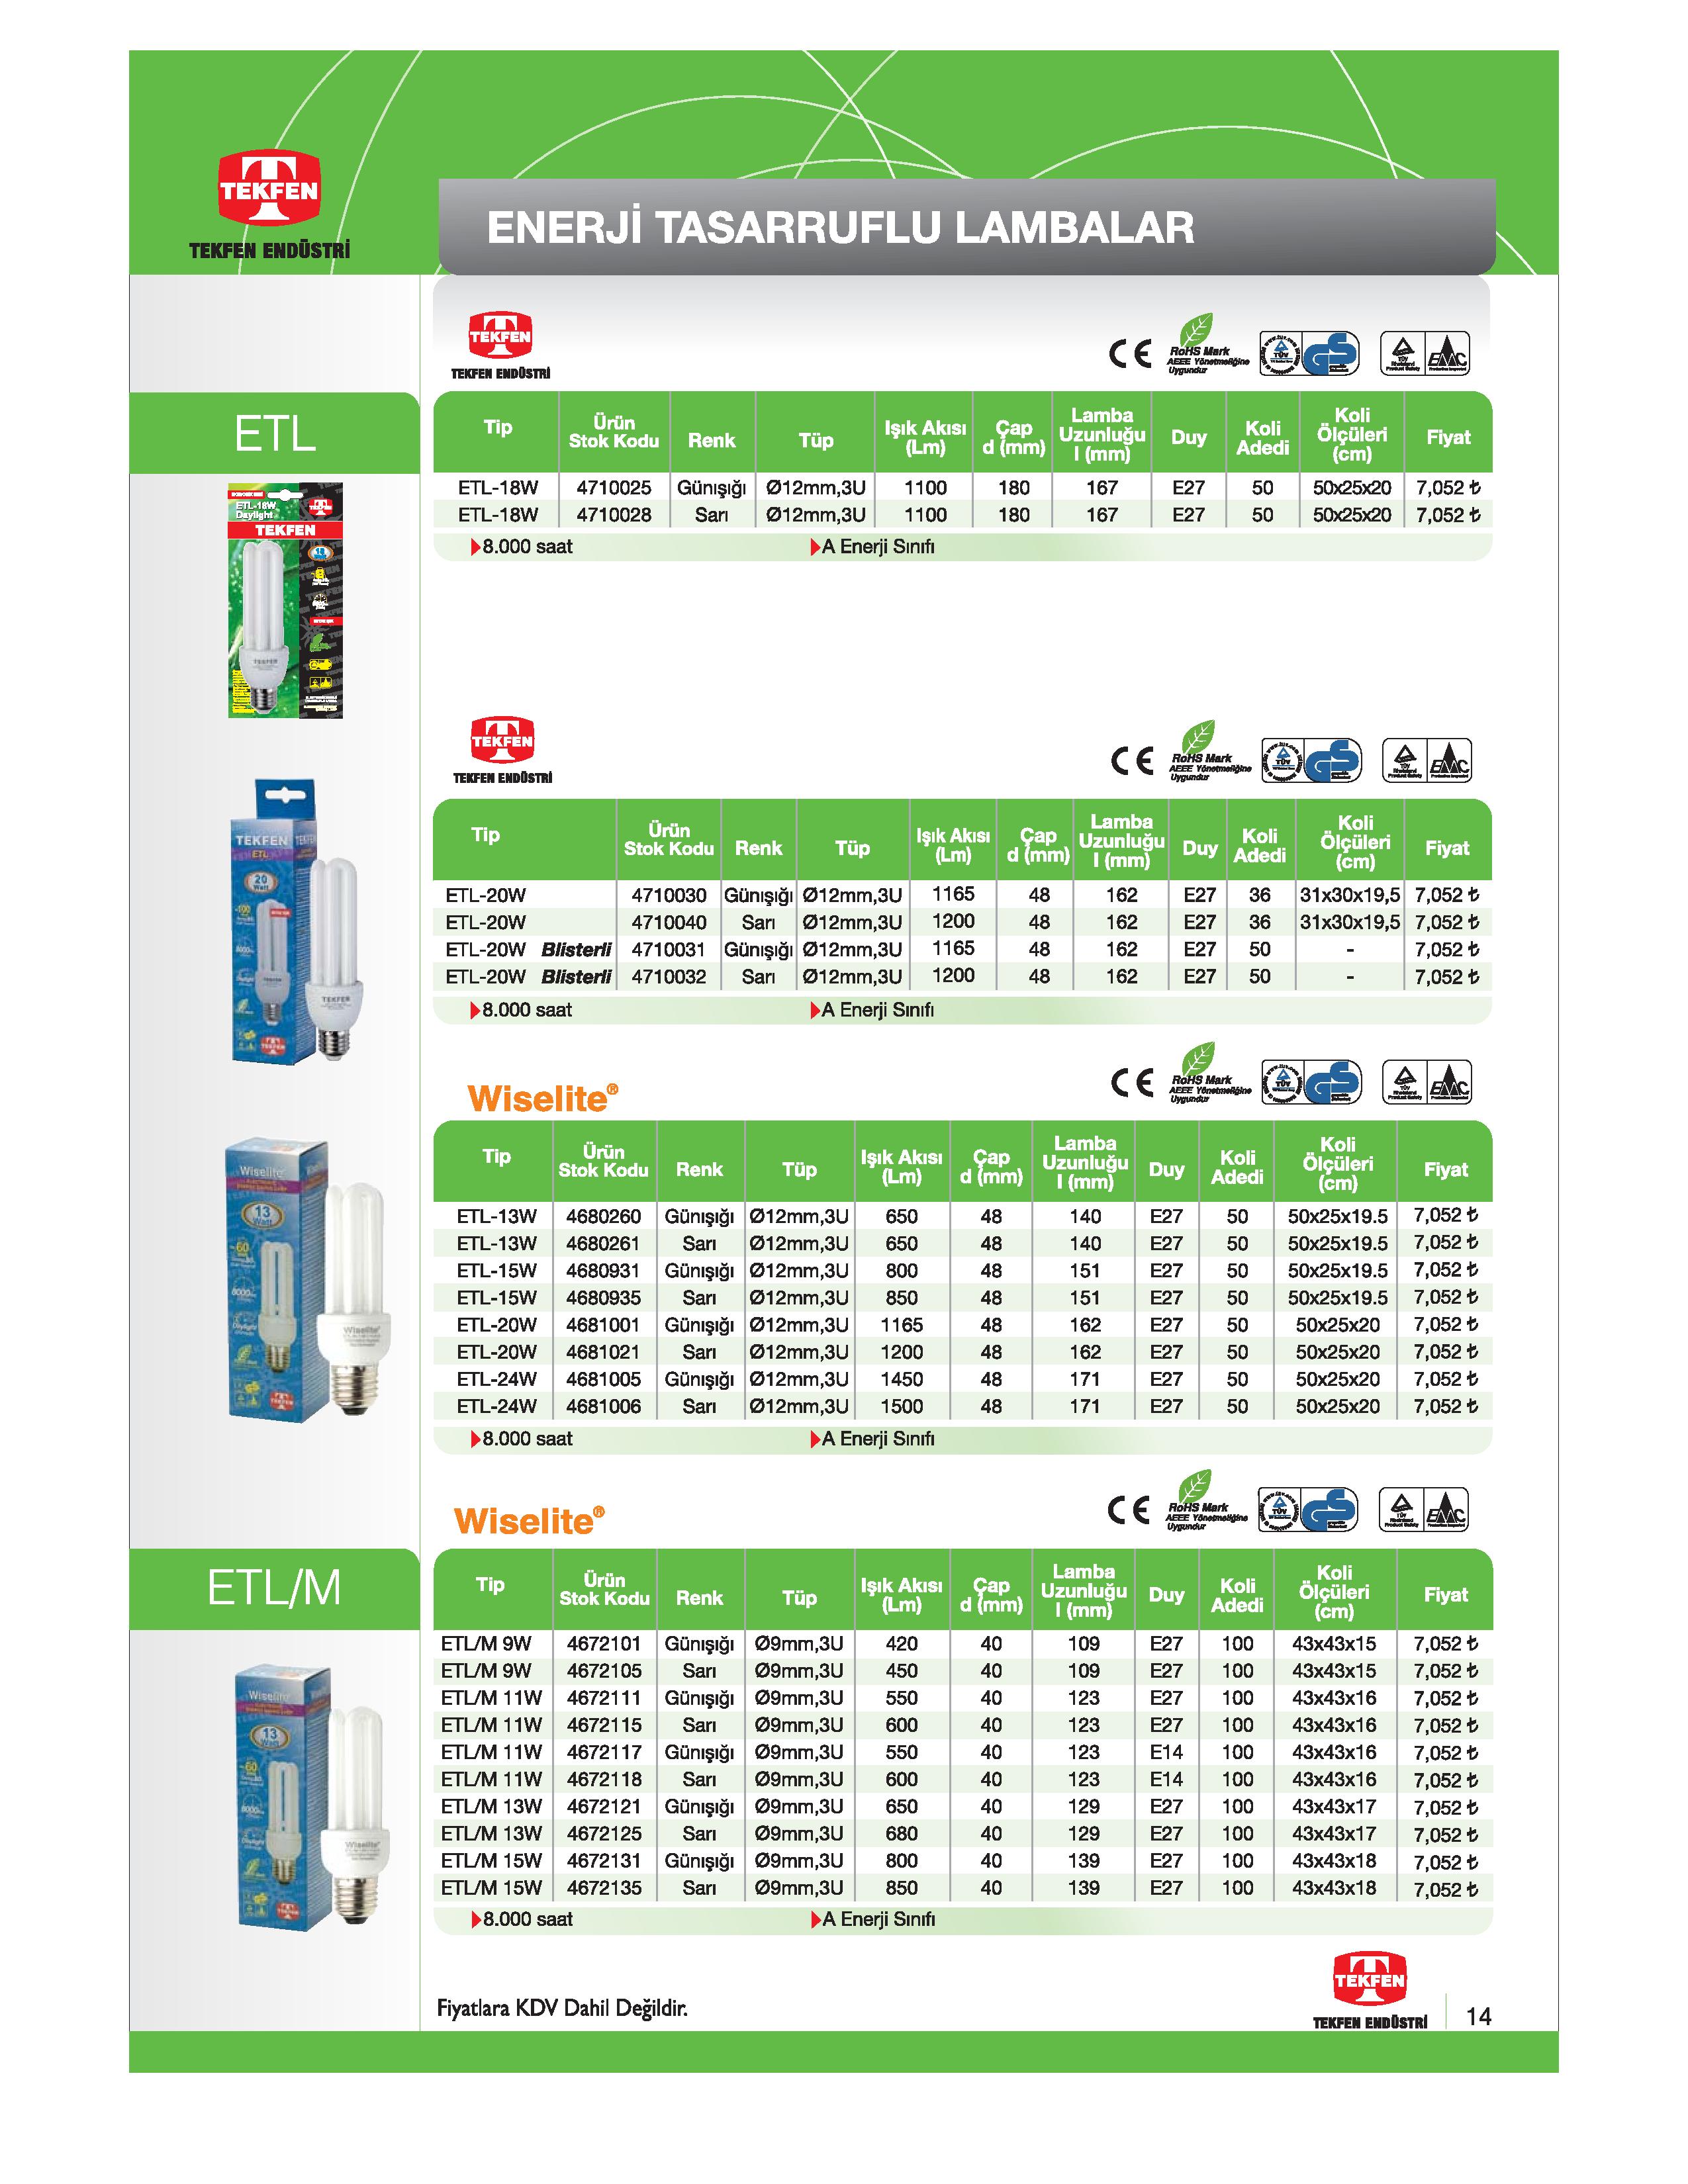 TEKFEN
TEKFEN ENDÜSTRİ
ENERJİ TASARRUFLU LAMBALAR
TEKFEN
TEKFEN ENDÜSTRİ
CE RoHS Mark
AEEE Yönetmeliğine
Uygundur
ETL
Tip Ürün Stok Kodu Renk Tüp Işık Akısı (Lm) Çap d (mm) Lamba Uzunluğu l (mm) Duy Koli Adedi Koli Ölçüleri (cm) Fiyat
ETL-18W 4710025 Günışığı Ø12mm,3U 1100 180 167 E27 50 50x25x20 7,052 ₺
ETL-18W 4710028 Sarı Ø12mm,3U 1100 180 167 E27 50 50x25x20 7,052 ₺
8.000 saat A Enerji Sınıfı
ETL-18W
Daylight
TEKFEN
TEKFEN
TEKFEN ENDÜSTRİ
CE RoHS Mark
AEEE Yönetmeliğine
Uygundur
Tip Ürün Stok Kodu Renk Tüp Işık Akısı (Lm) Çap d (mm) Lamba Uzunluğu l (mm) Duy Koli Adedi Koli Ölçüleri (cm) Fiyat
ETL-20W 4710030 Günışığı Ø12mm,3U 1165 48 162 E27 36 31x30x19,5 7,052 ₺
ETL-20W 4710040 Sarı Ø12mm,3U 1200 48 162 E27 36 31x30x19,5 7,052 ₺
ETL-20W Blisterli 4710031 Günışığı Ø12mm,3U 1165 48 162 E27 50 - 7,052 ₺
ETL-20W Blisterli 4710032 Sarı Ø12mm,3U 1200 48 162 E27 50 - 7,052 ₺
8.000 saat A Enerji Sınıfı
TEKFEN
ETL
20
Watt
Wiselite®
CE RoHS Mark
AEEE Yönetmeliğine
Uygundur
Tip Ürün Stok Kodu Renk Tüp Işık Akısı (Lm) Çap d (mm) Lamba Uzunluğu l (mm) Duy Koli Adedi Koli Ölçüleri (cm) Fiyat
ETL-13W 4680260 Günışığı Ø12mm,3U 650 48 140 E27 50 50x25x19.5 7,052 ₺
ETL-13W 4680261 Sarı Ø12mm,3U 650 48 140 E27 50 50x25x19.5 7,052 ₺
ETL-15W 4680931 Günışığı Ø12mm,3U 800 48 151 E27 50 50x25x19.5 7,052 ₺
ETL-15W 4680935 Sarı Ø12mm,3U 850 48 151 E27 50 50x25x19.5 7,052 ₺
ETL-20W 4681001 Günışığı Ø12mm,3U 1165 48 162 E27 50 50x25x20 7,052 ₺
ETL-20W 4681021 Sarı Ø12mm,3U 1200 48 162 E27 50 50x25x20 7,052 ₺
ETL-24W 4681005 Günışığı Ø12mm,3U 1450 48 171 E27 50 50x25x20 7,052 ₺
ETL-24W 4681006 Sarı Ø12mm,3U 1500 48 171 E27 50 50x25x20 7,052 ₺
8.000 saat A Enerji Sınıfı
Wiselite
13
Watt
Wiselite®
CE RoHS Mark
AEEE Yönetmeliğine
Uygundur
ETL/M
Tip Ürün Stok Kodu Renk Tüp Işık Akısı (Lm) Çap d (mm) Lamba Uzunluğu l (mm) Duy Koli Adedi Koli Ölçüleri (cm) Fiyat
ETL/M 9W 4672101 Günışığı Ø9mm,3U 420 40 109 E27 100 43x43x15 7,052 ₺
ETL/M 9W 4672105 Sarı Ø9mm,3U 450 40 109 E27 100 43x43x15 7,052 ₺
ETL/M 11W 4672111 Günışığı Ø9mm,3U 550 40 123 E27 100 43x43x16 7,052 ₺
ETL/M 11W 4672115 Sarı Ø9mm,3U 600 40 123 E27 100 43x43x16 7,052 ₺
ETL/M 11W 4672117 Günışığı Ø9mm,3U 550 40 123 E14 100 43x43x16 7,052 ₺
ETL/M 11W 4672118 Sarı Ø9mm,3U 600 40 123 E14 100 43x43x16 7,052 ₺
ETL/M 13W 4672121 Günışığı Ø9mm,3U 650 40 129 E27 100 43x43x17 7,052 ₺
ETL/M 13W 4672125 Sarı Ø9mm,3U 680 40 129 E27 100 43x43x17 7,052 ₺
ETL/M 15W 4672131 Günışığı Ø9mm,3U 800 40 139 E27 100 43x43x18 7,052 ₺
ETL/M 15W 4672135 Sarı Ø9mm,3U 850 40 139 E27 100 43x43x18 7,052 ₺
8.000 saat A Enerji Sınıfı
Wiselite
13
Watt
Fiyatlara KDV Dahil Değildir.
TEKFEN
TEKFEN ENDÜSTRİ
14